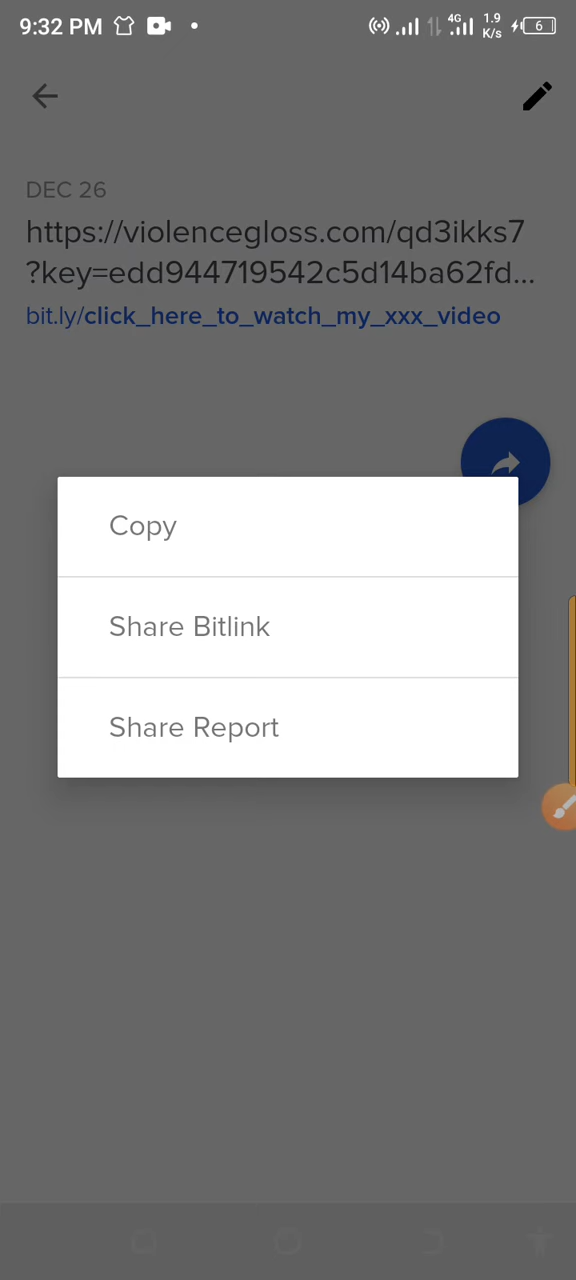 9:32 PM
4G
1.9
K/s
6
DEC 26
https://violencegloss.com/qd3ikks7
?key=edd944719542c5d14ba62fd...
bit.ly/click_here_to_watch_my_xxx_video
Copy
Share Bitlink
Share Report